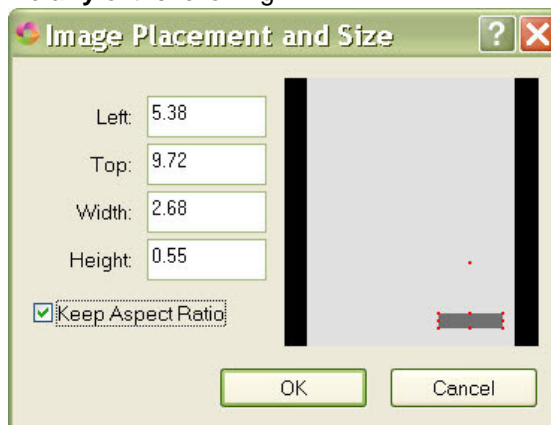 Image Placement and Size
Left: 5.38
Top: 9.72
Width: 2.68
Height: 0.55
Keep Aspect Ratio
OK Cancel